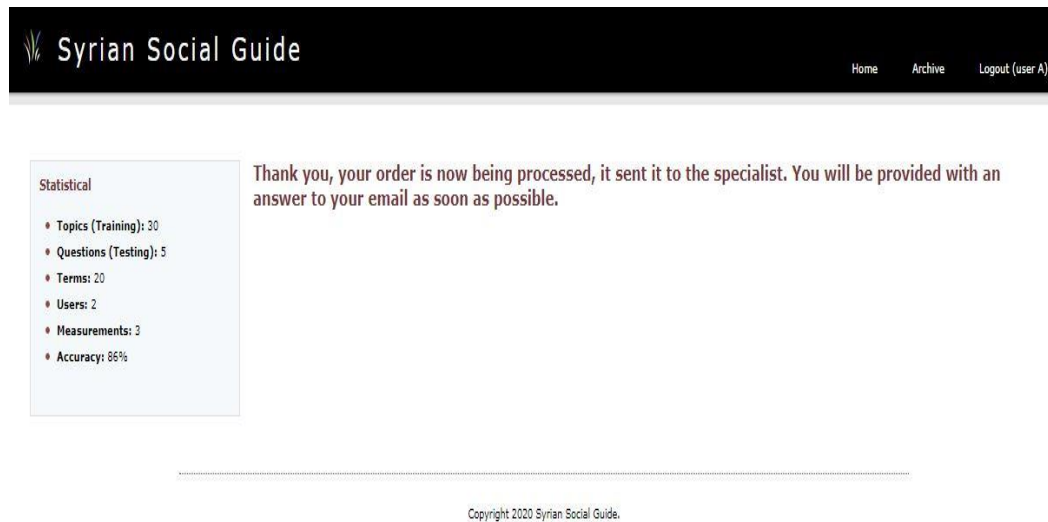 Syrian Social Guide
Home Archive Logout (user A)
Statistical
Topics (Training): 30
Questions (Testing): 5
Terms: 20
Users: 2
Measurements: 3
Accuracy: 86%
Thank you, your order is now being processed, it sent it to the specialist. You will be provided with an
answer to your email as soon as possible.
Copyright 2020 Syrian Social Guide.